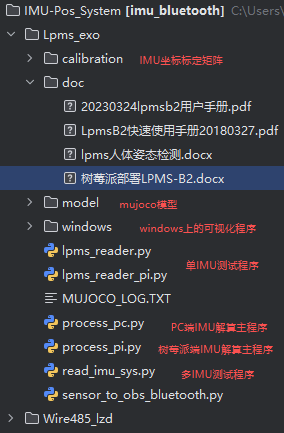 IMU-Pos_System [imu_bluetooth] C:\Users\
Lpms_exo
calibration IMU坐标标定矩阵
doc
20230324lpmsb2用户手册.pdf
LpmsB2快速使用手册20180327.pdf
lpms人体姿态检测.docx
树莓派部署LPMS-B2.docx
model mujoco模型
windows windows上的可视化程序
lpms_reader.py
单IMU测试程序
lpms_reader_pi.py
MUJOCO_LOG.TXT
process_pc.py PC端IMU解算主程序
process_pi.py 树莓派端IMU解算主程序
read_imu_sys.py 多IMU测试程序
sensor_to_obs_bluetooth.py
Wire485_lzd